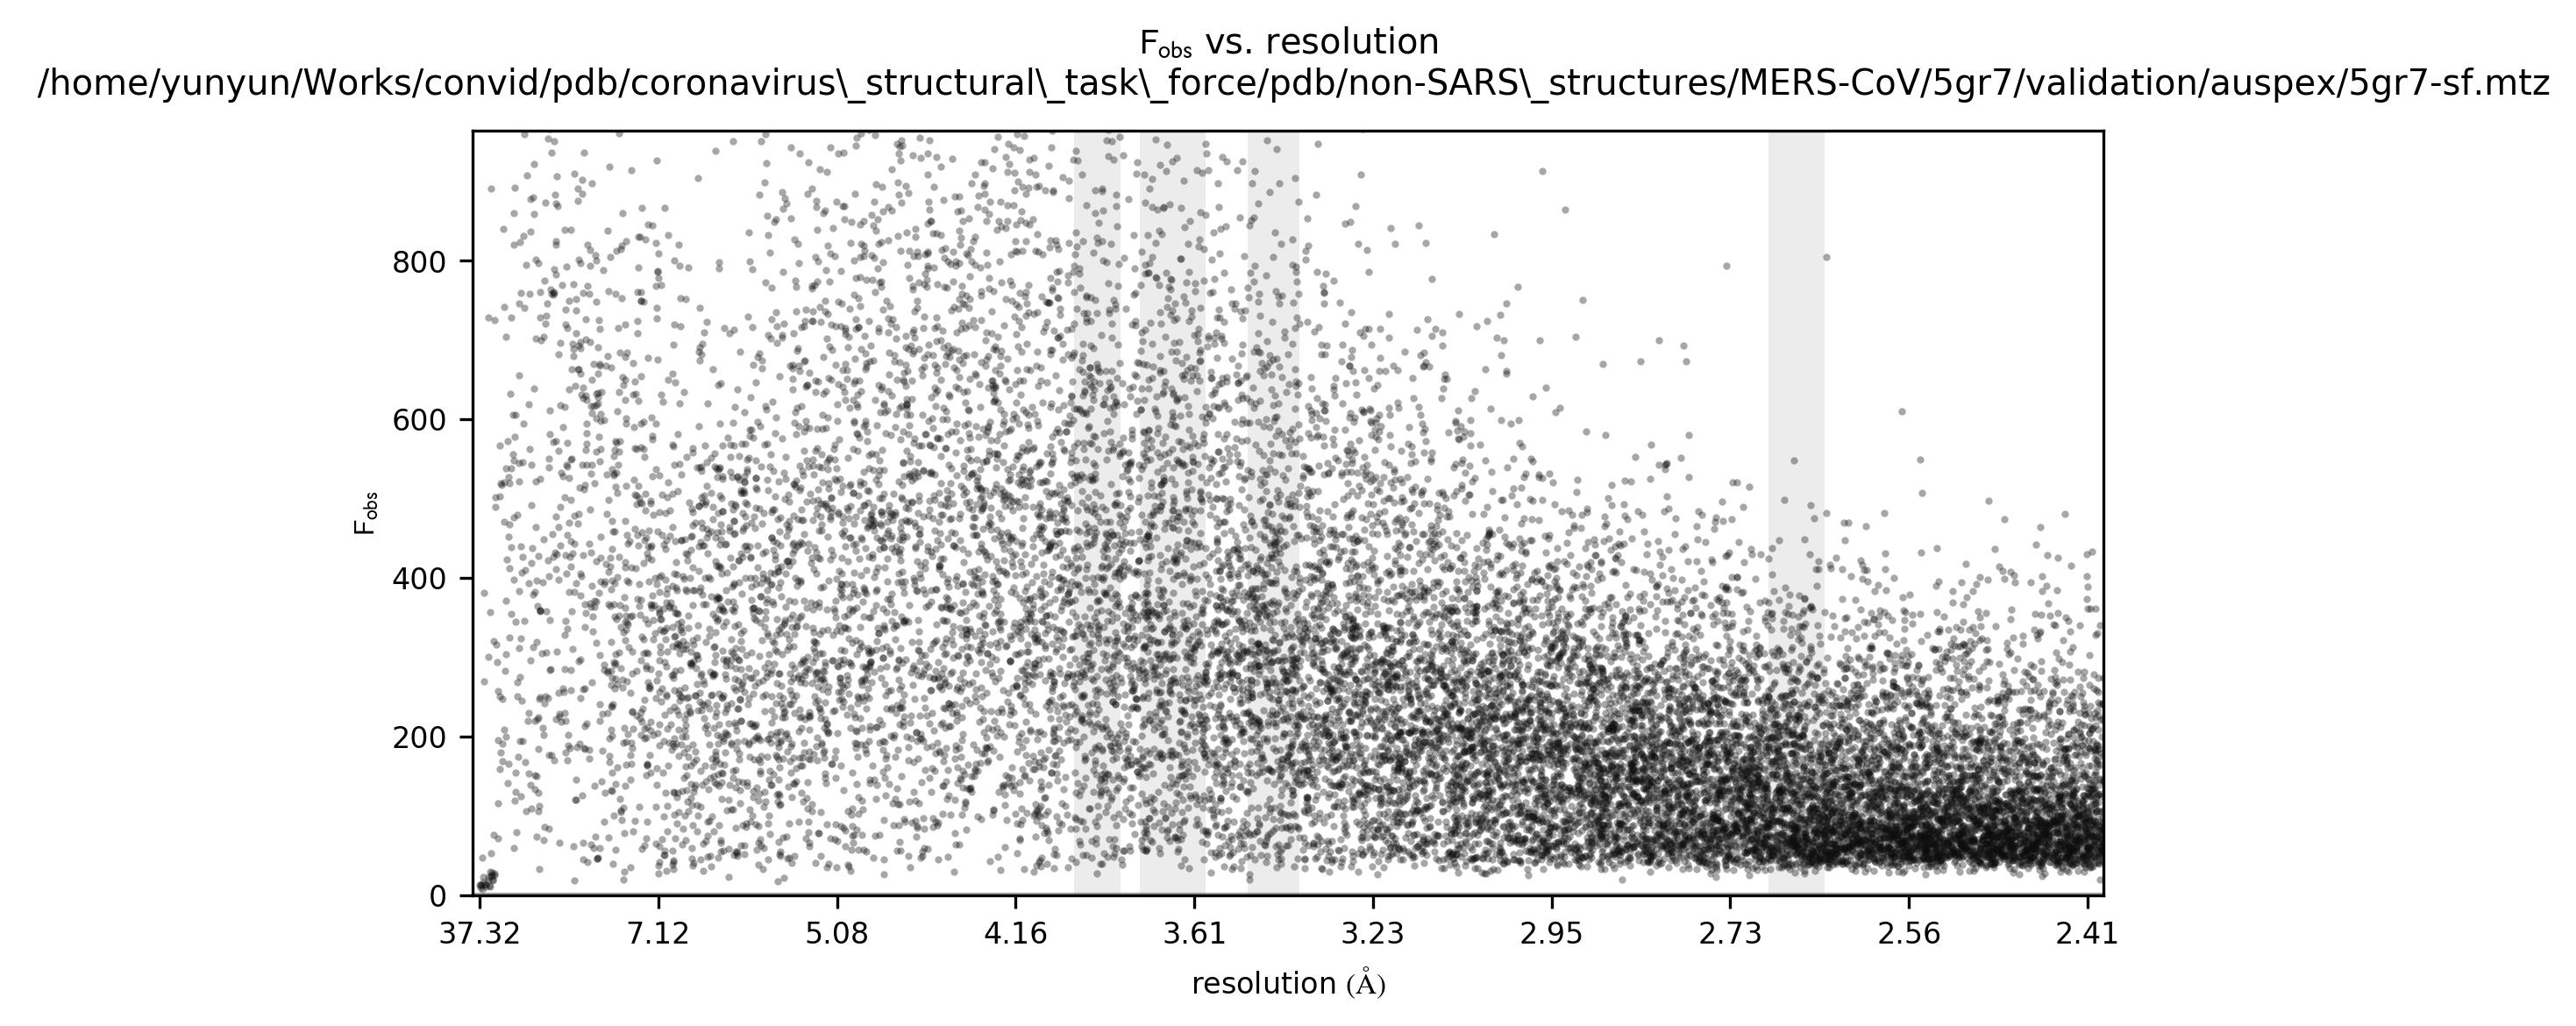 Fobs vs. resolution
/home/yunyun/Works/convid/pdb/coronavirus\_structural\_task\_force/pdb/non-SARS\_structures/MERS-CoV/5gr7/validation/auspex/5gr7-sf.mtz
Fobs
800
600
400
200
0
37.32 7.12 5.08 4.16 3.61 3.23 2.95 2.73 2.56 2.41
resolution (Å)